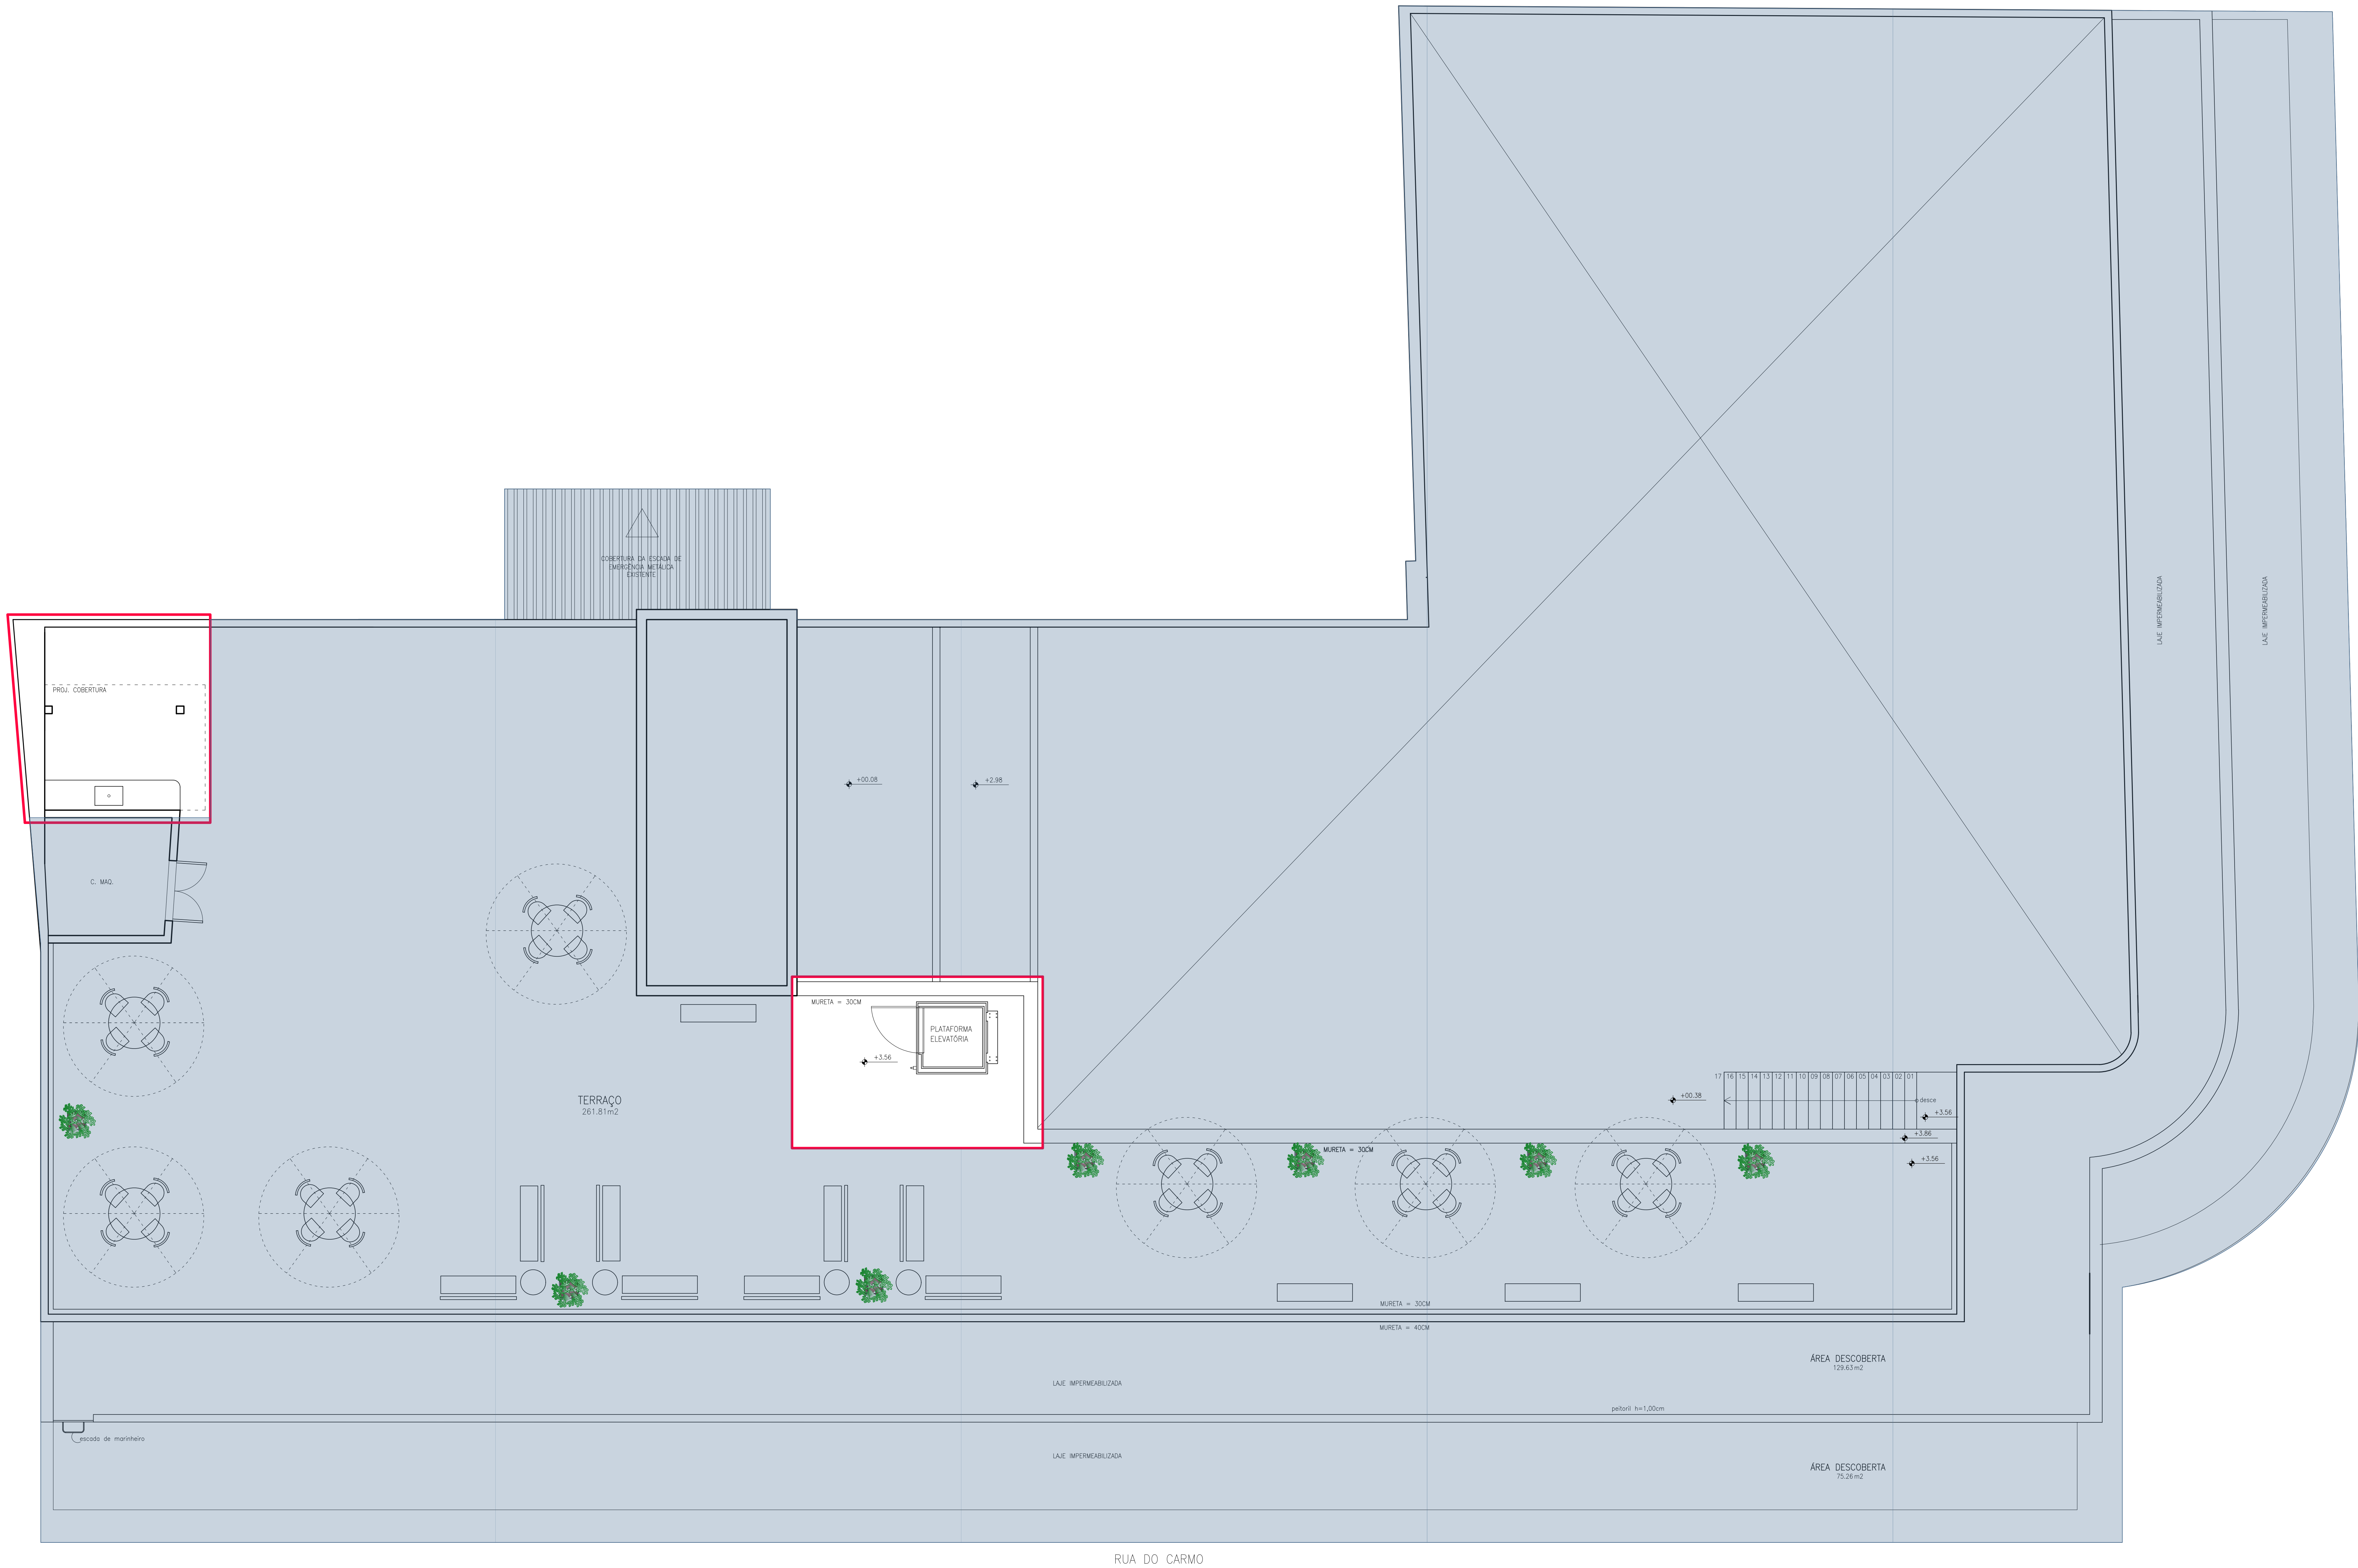 COBERTURA DA ESCADA DE
EMERGÊNCIA METÁLICA
EXISTENTE
LAJE IMPERMEABILIZADA
LAJE IMPERMEABILIZADA
PROJ. COBERTURA
+00.08
+2.98
C. MAQ.
MURETA = 30CM
PLATAFORMA
ELEVATÓRIA
+3.56
TERRAÇO
261.81m2
17 16 15 14 13 12 11 10 09 08 07 06 05 04 03 02 01
+00.38
desce
+3.56
+3.86
MURETA = 30CM
+3.56
MURETA = 30CM
MURETA = 40CM
ÁREA DESCOBERTA
129.63m2
LAJE IMPERMEABILIZADA
peitoril h=1,00cm
escada de marinheiro
LAJE IMPERMEABILIZADA
ÁREA DESCOBERTA
75.26m2
RUA DO CARMO